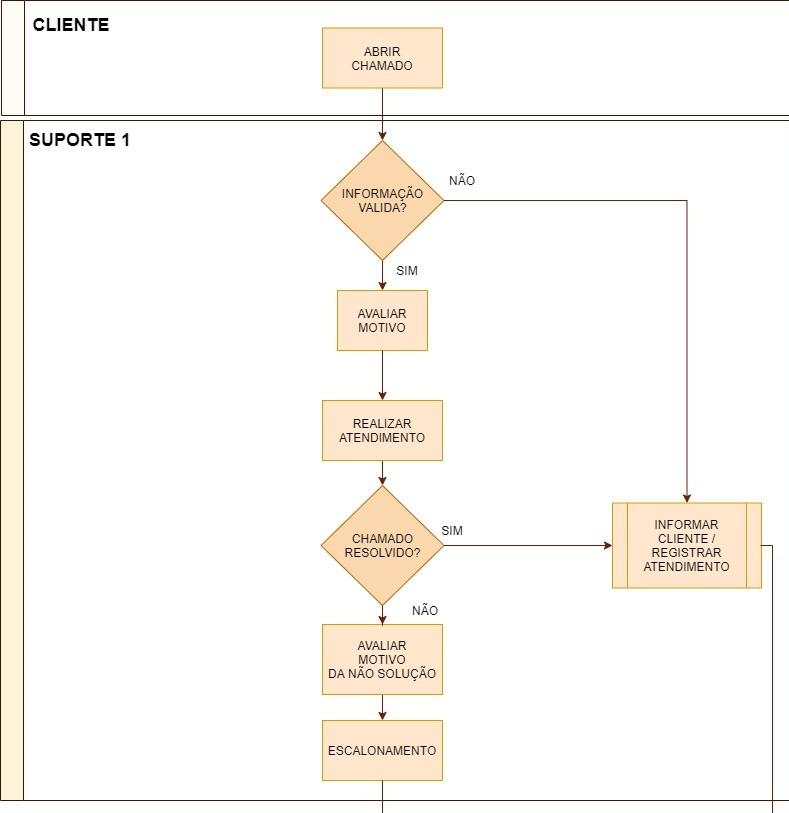 CLIENTE
ABRIR
CHAMADO
SUPORTE 1
INFORMAÇÃO
VALIDA?
NÃO
SIM
AVALIAR
MOTIVO
REALIZAR
ATENDIMENTO
CHAMADO
RESOLVIDO?
SIM
INFORMAR
CLIENTE /
REGISTRAR
ATENDIMENTO
NÃO
AVALIAR
MOTIVO
DA NÃO SOLUÇÃO
ESCALONAMENTO